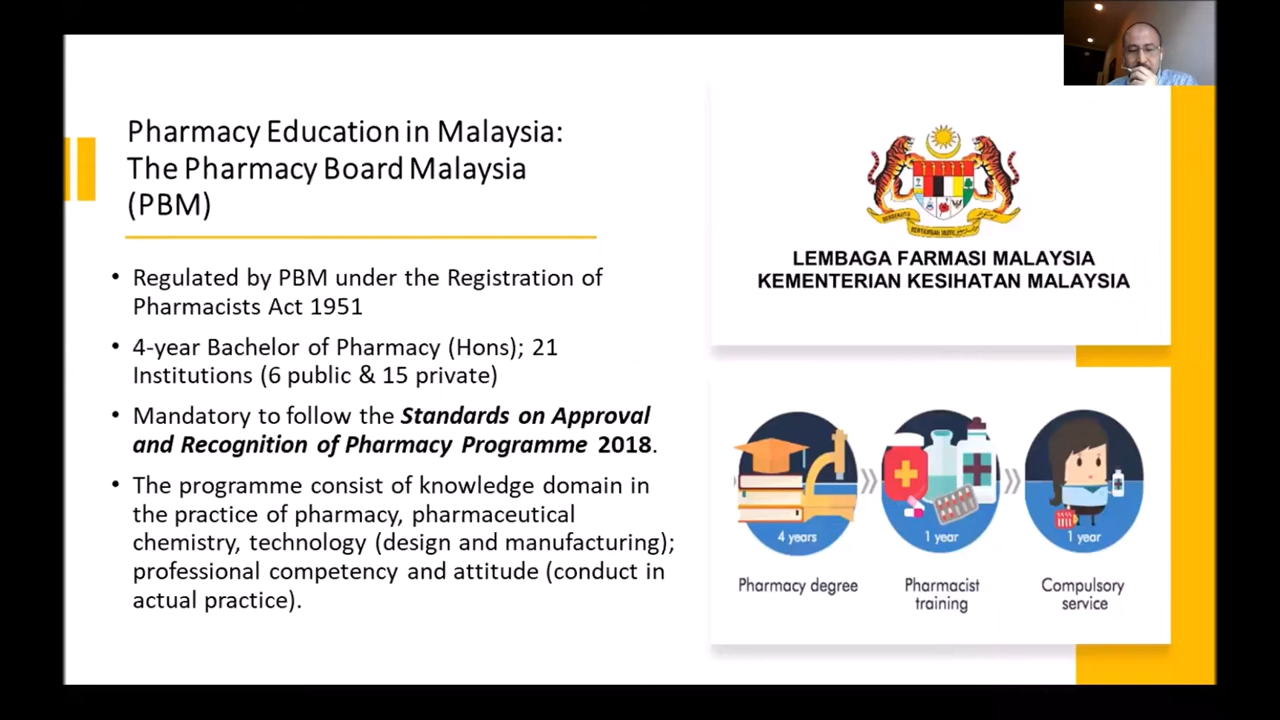 Pharmacy Education in Malaysia:
The Pharmacy Board Malaysia
(PBM)
• Regulated by PBM under the Registration of
Pharmacists Act 1951
• 4-year Bachelor of Pharmacy (Hons); 21
Institutions (6 public & 15 private)
• Mandatory to follow the Standards on Approval
and Recognition of Pharmacy Programme 2018.
• The programme consist of knowledge domain in
the practice of pharmacy, pharmaceutical
chemistry, technology (design and manufacturing);
professional competency and attitude (conduct in
actual practice).
LEMBAGA FARMASI MALAYSIA
KEMENTERIAN KESIHATAN MALAYSIA
4 years
Pharmacy degree
1 year
Pharmacist
training
1 year
Compulsory
service